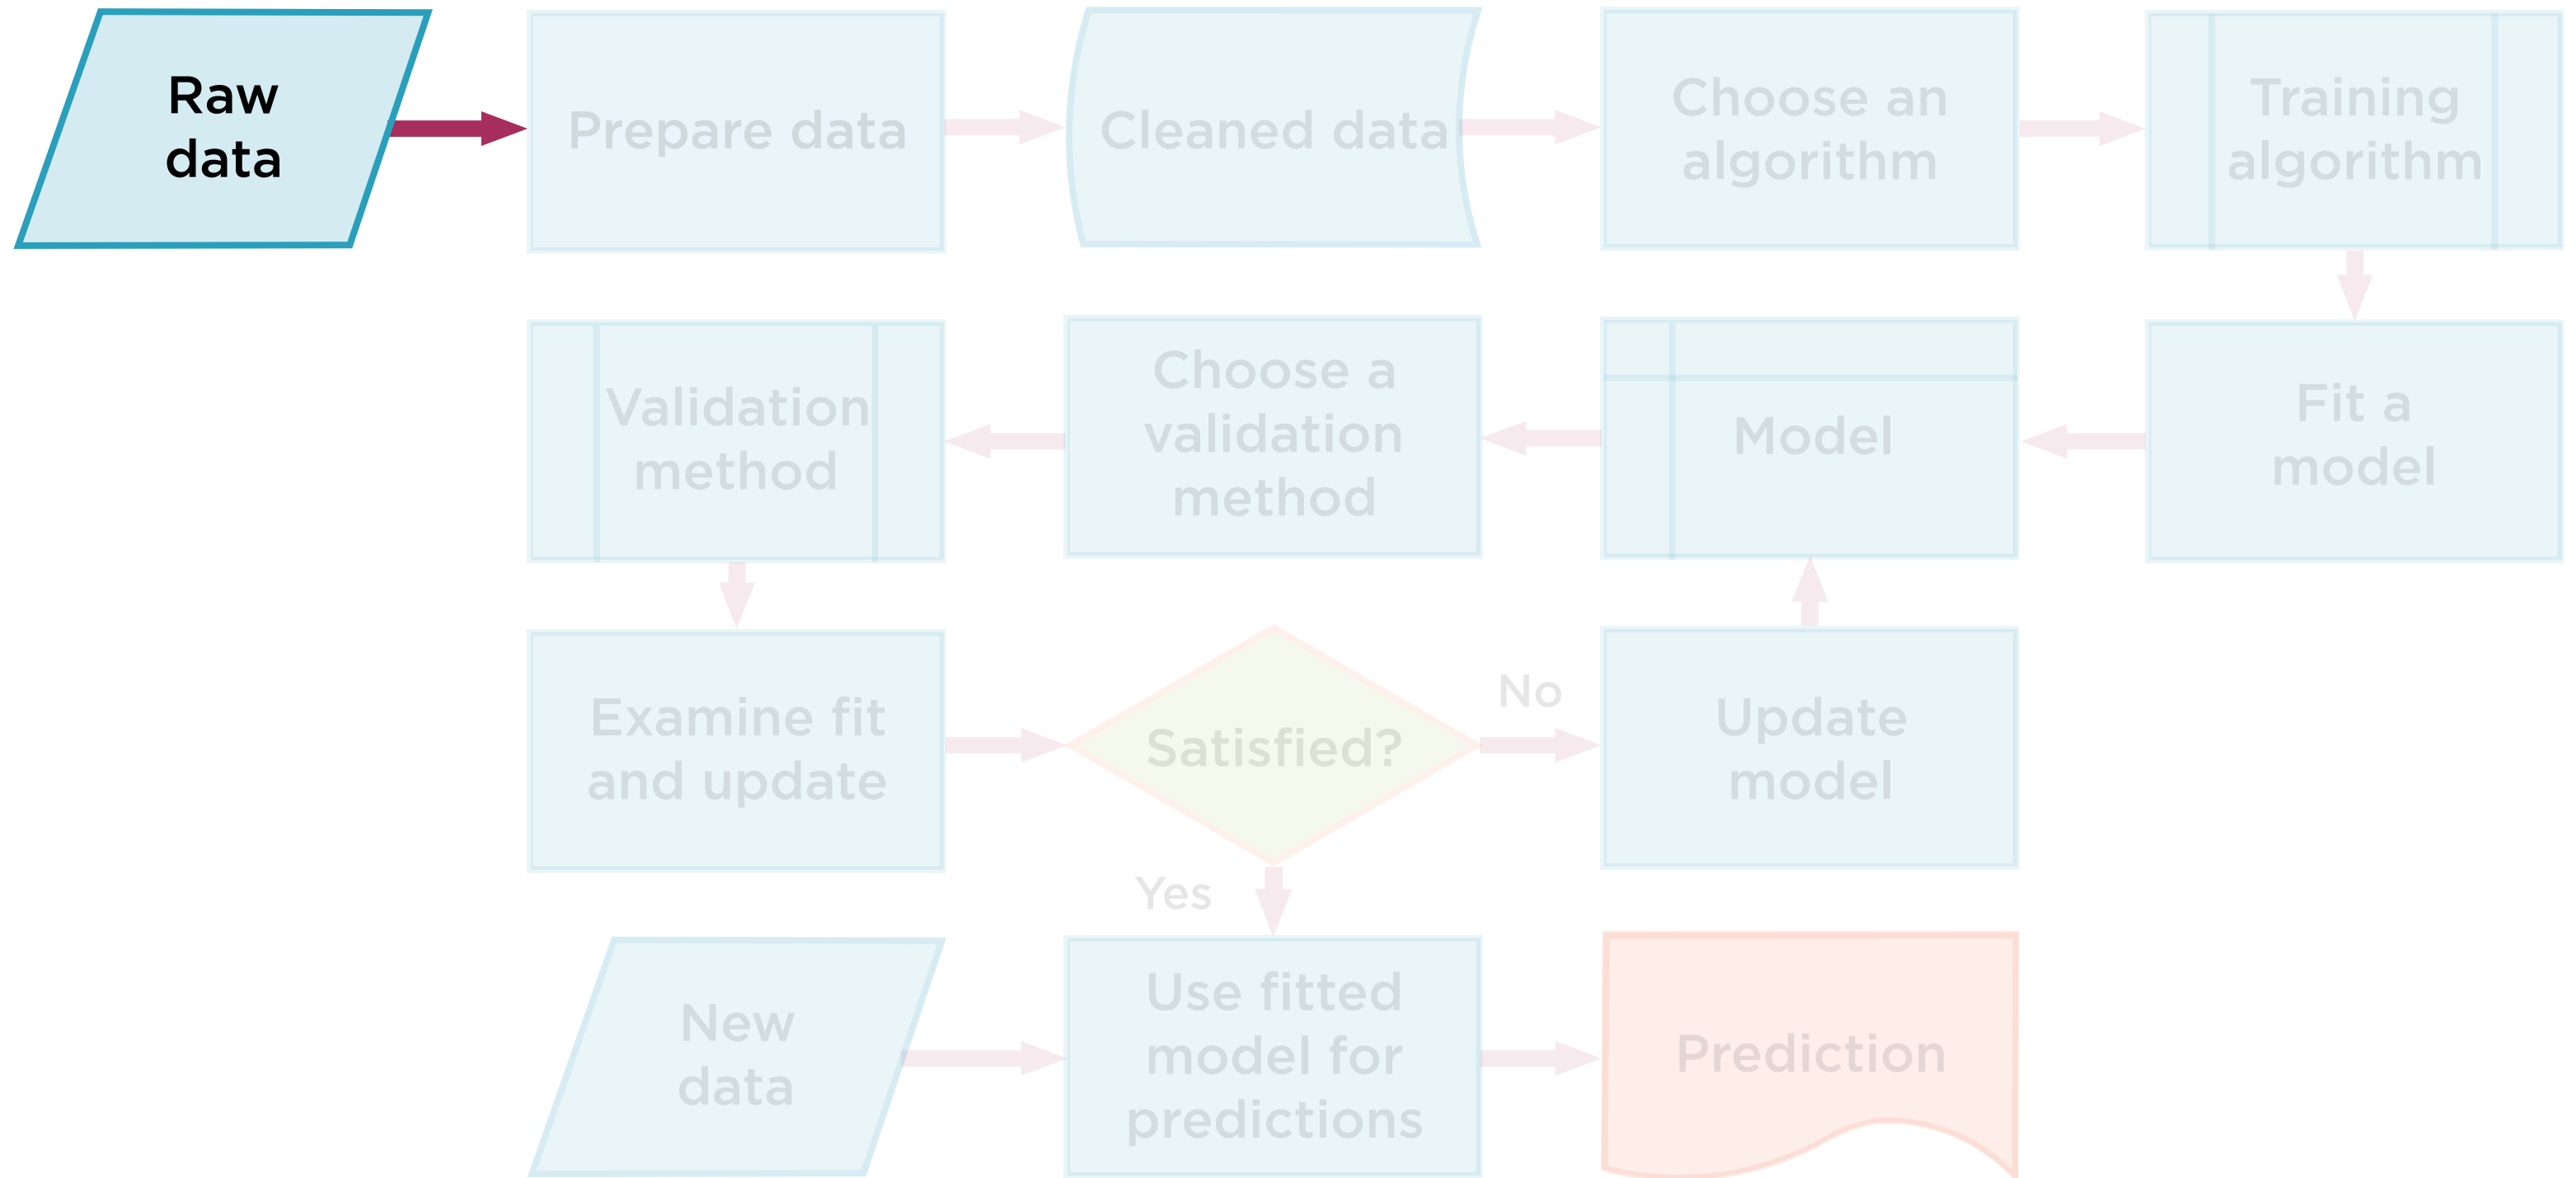 Raw
data
Prepare data
Cleaned data
Choose an
algorithm
Training
algorithm
Validation
method
Choose a
validation
method
Model
Fit a
model
Examine fit
and update
Satisfied?
No
Update
model
Yes
New
data
Use fitted
model for
predictions
Prediction